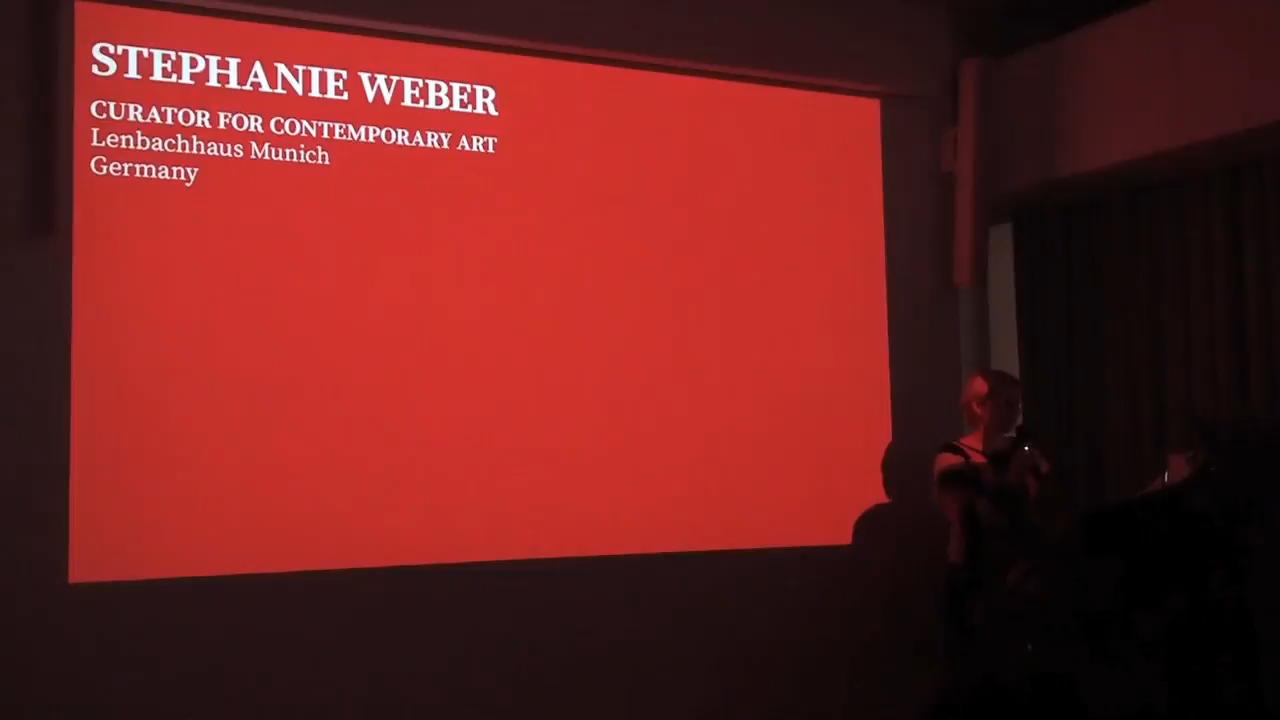 STEPHANIE WEBER
CURATOR FOR CONTEMPORARY ART
Lenbachhaus Munich
Germany